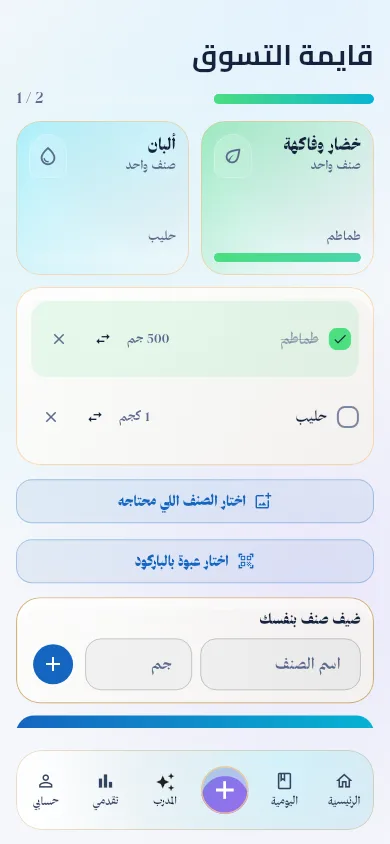 قايمة التسوق
1 / 2
خضار وفاكهة
صنف واحد
طماطم
ألبان
صنف واحد
حليب
طماطم 500 جم
حليب 1 كجم
اختار الصنف اللي محتاجه
اختار عبوة بالباركود
ضيف صنف بنفسك
اسم الصنف جم
الرئيسية اليومية المدرب تقدمي حسابي